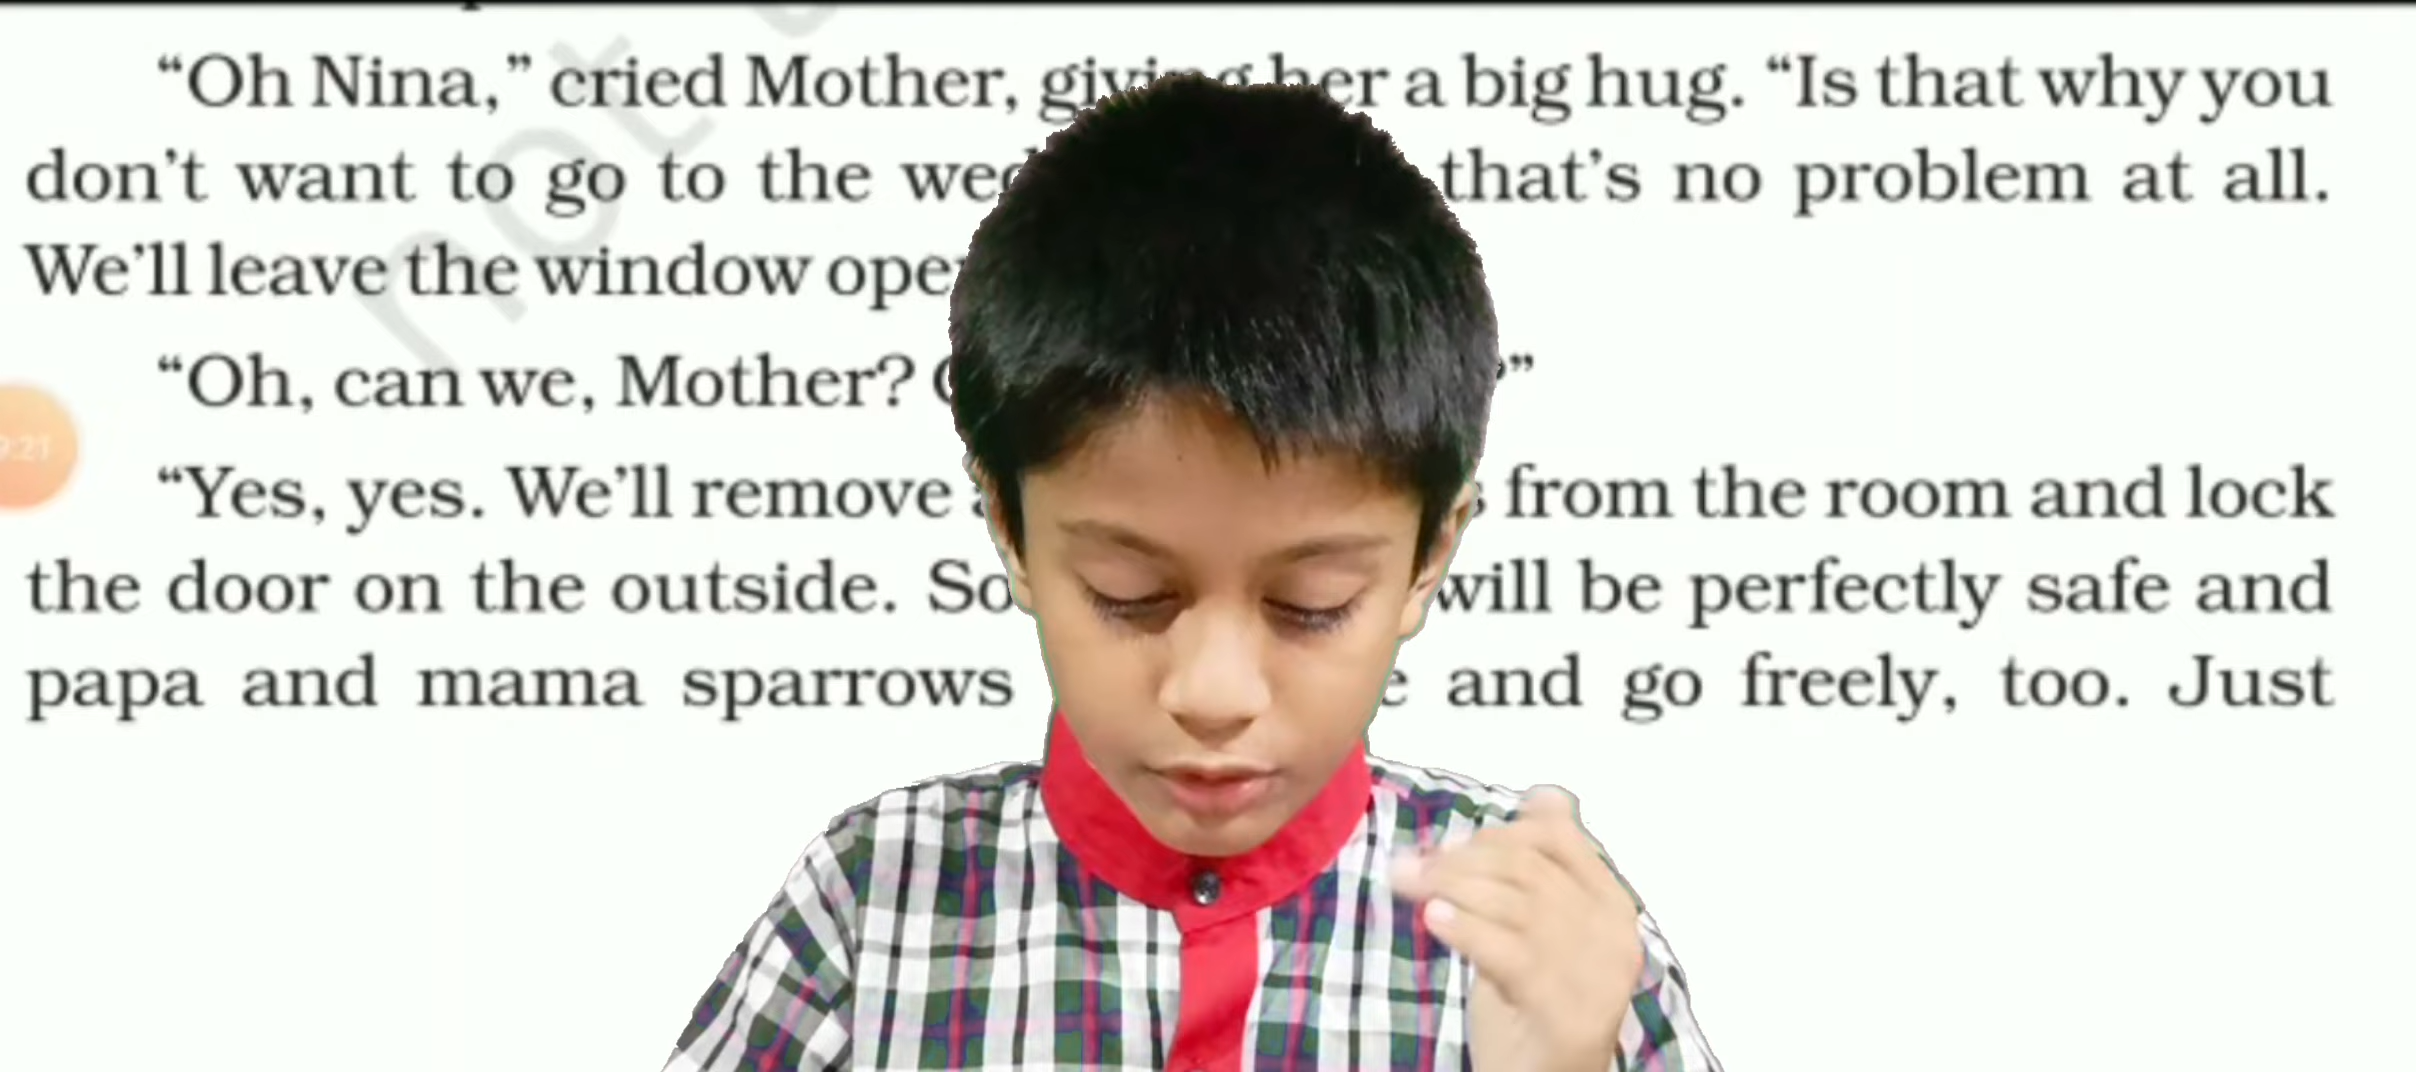 “Oh Nina,” cried Mother, giving her a big hug. “Is that why you
don’t want to go to the that’s no problem at all.
We’ll leave the window
“Oh, can we, Mother? ”
“Yes, yes. We’ll remove from the room and lock
the door on the outside. So will be perfectly safe and
papa and mama sparrows and go freely, too. Just
not
9:21